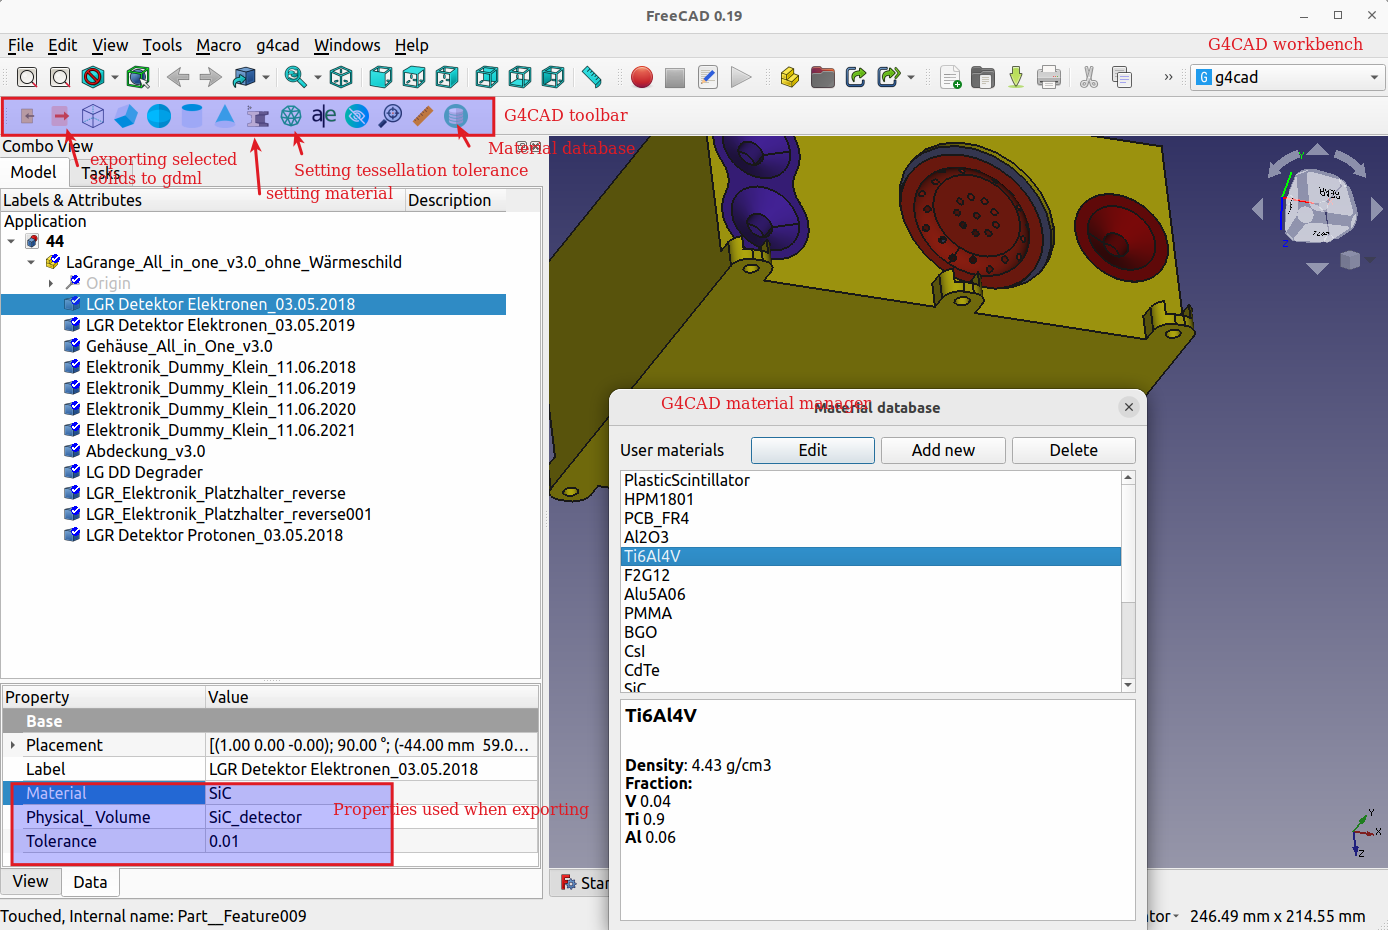 FreeCAD 0.19
File Edit View Tools Macro g4cad Windows Help
G4CAD workbench
g4cad
G4CAD toolbar
Combo View
Material database
exporting selected
solids to gdml
Setting tessellation tolerance
setting material
Model Tasks
Labels & Attributes Description
Application
44
LaGrange_All_in_one_v3.0_ohne_Wärmeschild
Origin
LGR Detektor Elektronen_03.05.2018
LGR Detektor Elektronen_03.05.2019
Gehäuse_All_in_One_v3.0
Elektronik_Dummy_Klein_11.06.2018
Elektronik_Dummy_Klein_11.06.2019
Elektronik_Dummy_Klein_11.06.2020
Elektronik_Dummy_Klein_11.06.2021
Abdeckung_v3.0
LG DD Degrader
LGR_Elektronik_Platzhalter_reverse
LGR_Elektronik_Platzhalter_reverse001
LGR Detektor Protonen_03.05.2018
Property Value
Base
Placement [(1.00 0.00 -0.00); 90.00 °; (-44.00 mm 59.0...
Label LGR Detektor Elektronen_03.05.2018
Material SiC
Physical_Volume SiC_detector
Tolerance 0.01
Properties used when exporting
View Data
Touched, Internal name: Part__Feature009
G4CAD material manager
Material database
User materials Edit Add new Delete
PlasticScintillator
HPM1801
PCB_FR4
Al2O3
Ti6Al4V
F2G12
Alu5A06
PMMA
BGO
CsI
CdTe
SiC
Ti6Al4V
Density: 4.43 g/cm3
Fraction:
V 0.04
Ti 0.9
Al 0.06
Star
tor 246.49 mm x 214.55 mm
Z
Y
X
Z